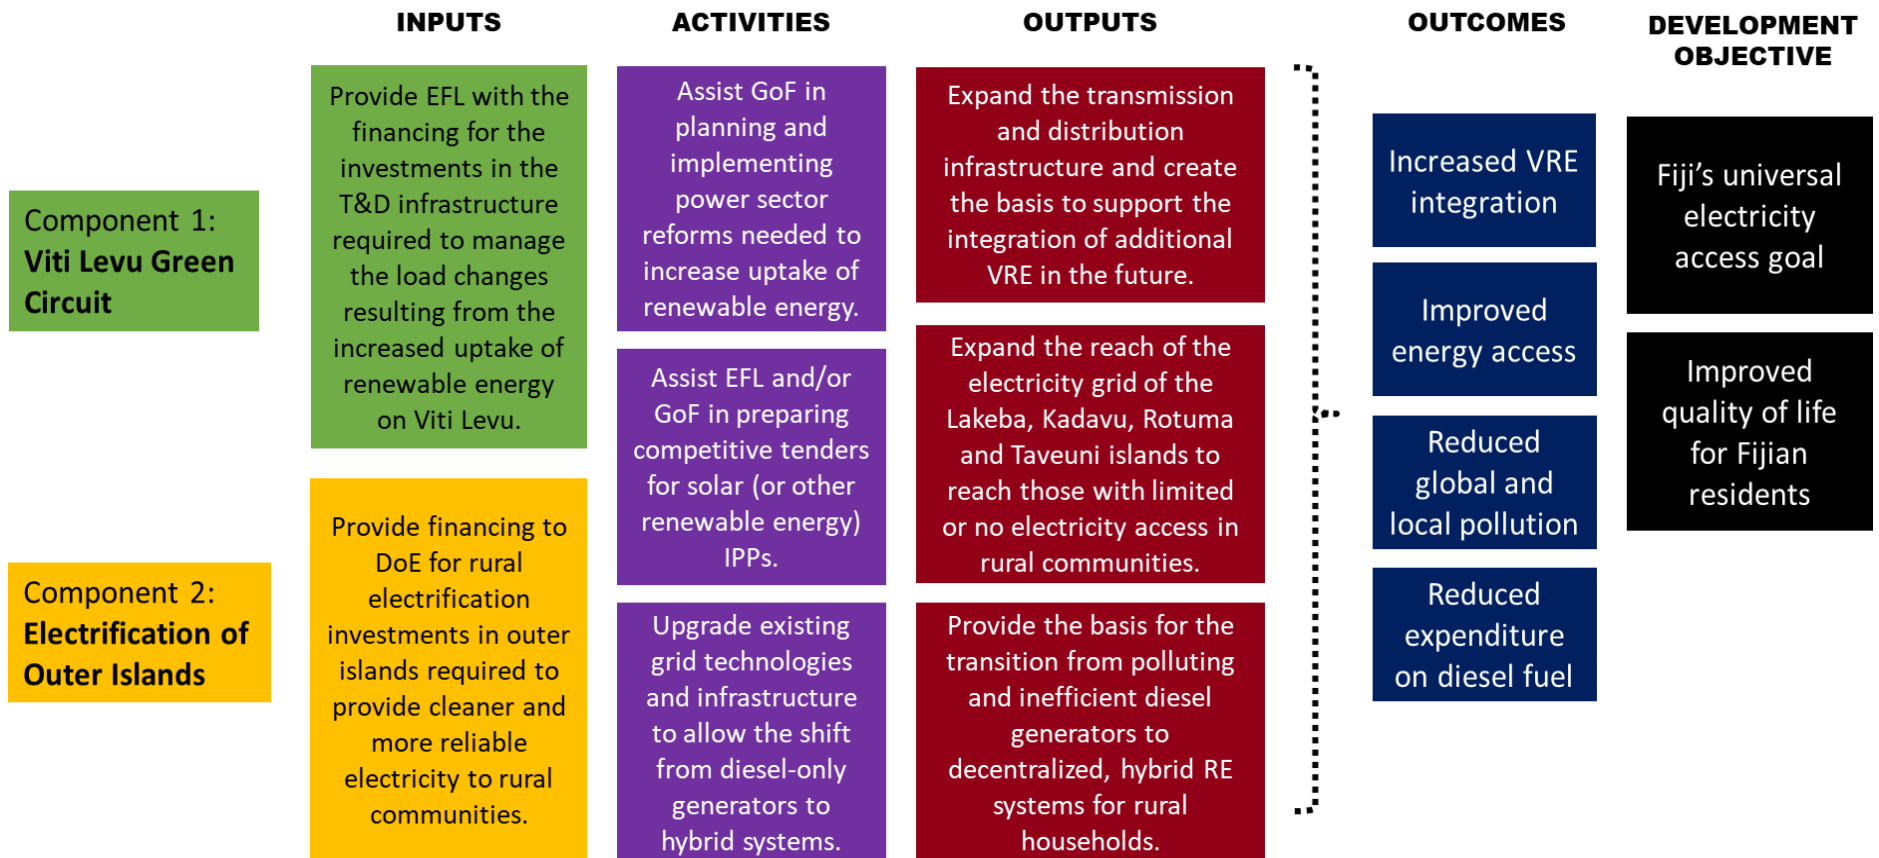 INPUTS
ACTIVITIES
OUTPUTS
OUTCOMES
DEVELOPMENT
OBJECTIVE
Component 1:
Viti Levu Green
Circuit
Component 2:
Electrification of
Outer Islands
Provide EFL with the
financing for the
investments in the
T&D infrastructure
required to manage
the load changes
resulting from the
increased uptake of
renewable energy
on Viti Levu.
Provide financing to
DoE for rural
electrification
investments in outer
islands required to
provide cleaner and
more reliable
electricity to rural
communities.
Assist GoF in
planning and
implementing
power sector
reforms needed to
increase uptake of
renewable energy.
Assist EFL and/or
GoF in preparing
competitive tenders
for solar (or other
renewable energy)
IPPs.
Upgrade existing
grid technologies
and infrastructure
to allow the shift
from diesel-only
generators to
hybrid systems.
Expand the transmission
and distribution
infrastructure and create
the basis to support the
integration of additional
VRE in the future.
Expand the reach of the
electricity grid of the
Lakeba, Kadavu, Rotuma
and Taveuni islands to
reach those with limited
or no electricity access in
rural communities.
Provide the basis for the
transition from polluting
and inefficient diesel
generators to
decentralized, hybrid RE
systems for rural
households.
Increased VRE
integration
Improved
energy access
Reduced
global and
local pollution
Reduced
expenditure
on diesel fuel
Fiji’s universal
electricity
access goal
Improved
quality of life
for Fijian
residents